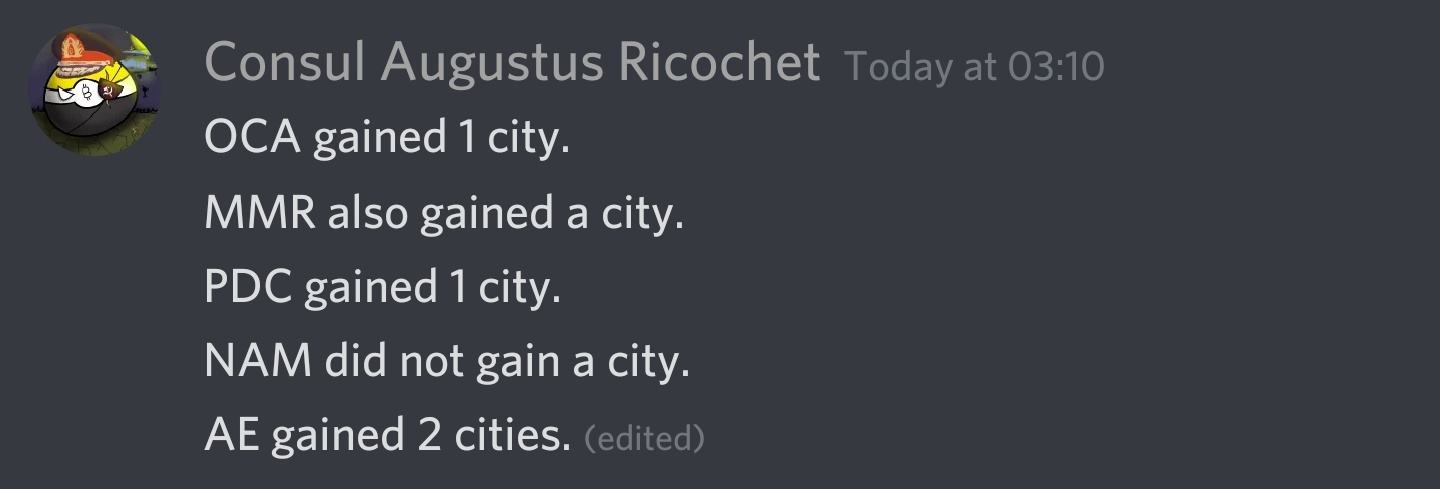 Consul Augustus Ricochet Today at 03:10
OCA gained 1 city.
MMR also gained a city.
PDC gained 1 city.
NAM did not gain a city.
AE gained 2 cities. (edited)